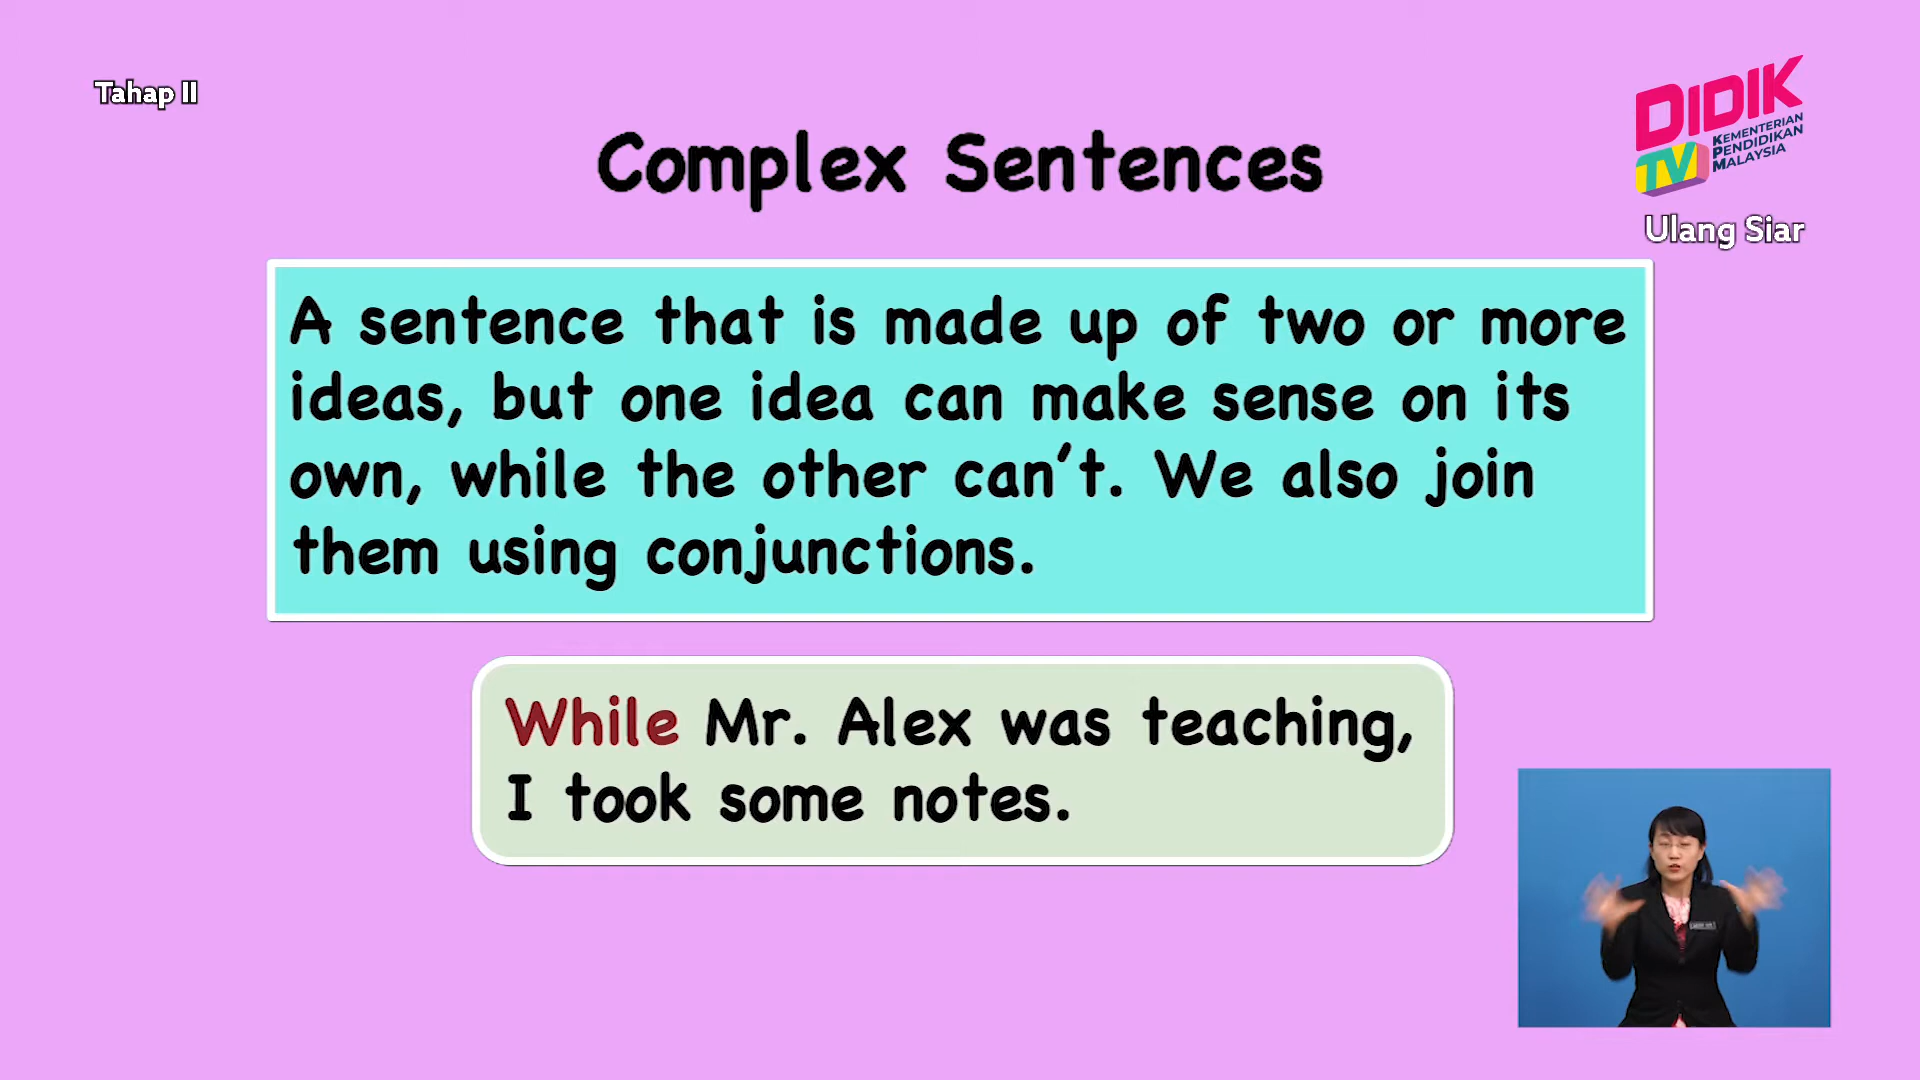 Tahap II
DIDIK
TV
KEMENTERIAN
PENDIDIKAN
MALAYSIA
Ulang Siar
Complex Sentences
A sentence that is made up of two or more
ideas, but one idea can make sense on its
own, while the other can't. We also join
them using conjunctions.
While Mr. Alex was teaching,
I took some notes.